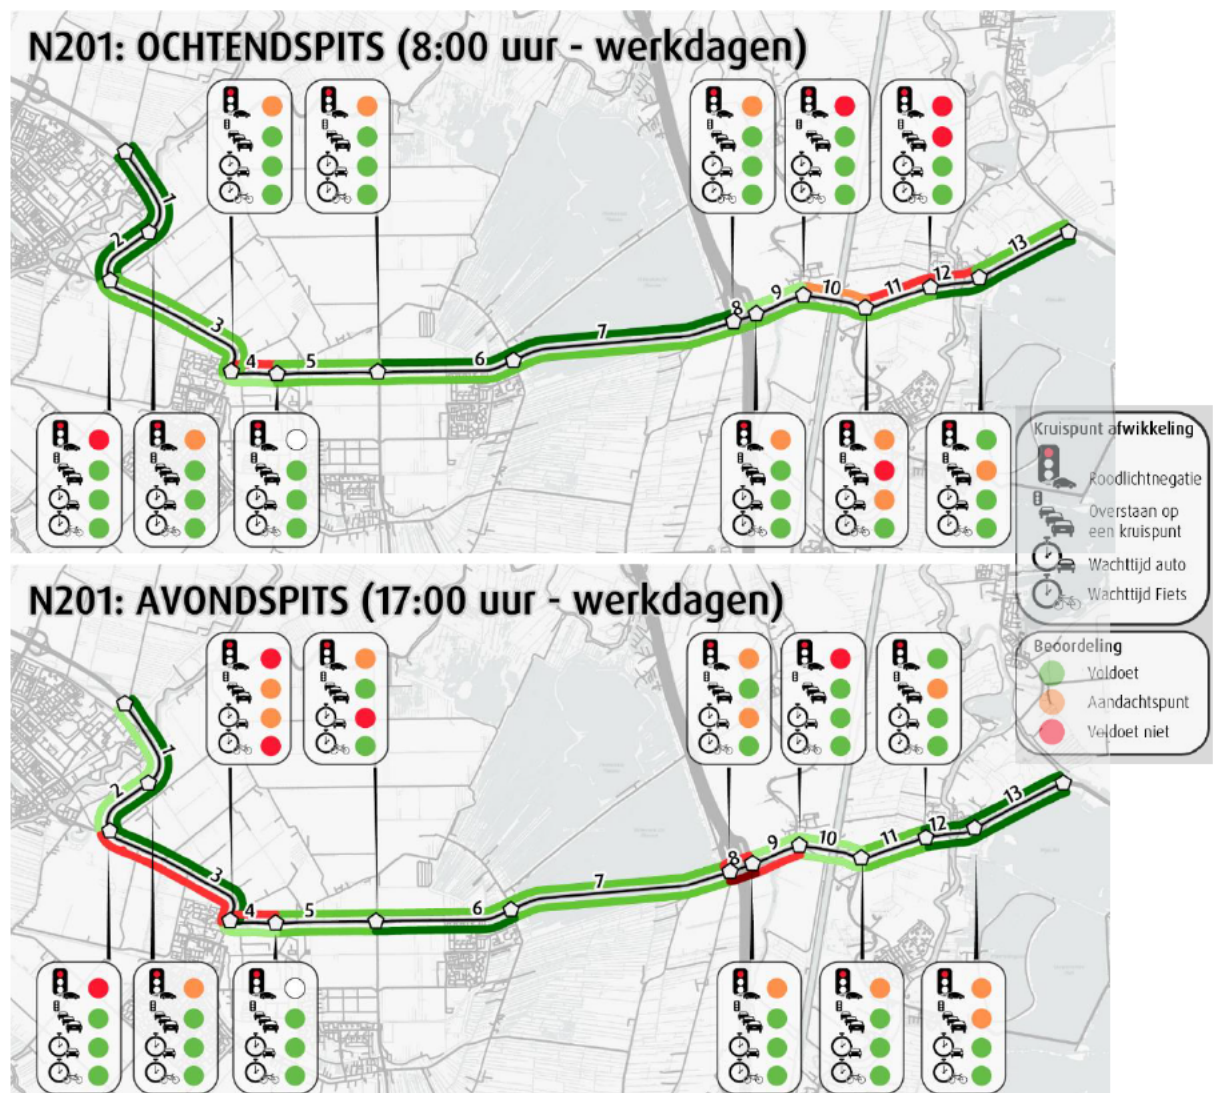 N201: OCHTENDSPITS (8:00 uur - werkdagen)
1
2
3
4
5
6
7
8
9
10
11
12
13
Kruispunt afwikkeling
Roodlichtnegatie
Overstaan op
een kruispunt
Wachttijd auto
Wachttijd Fiets
Beoordeling
Voldoet
Aandachtspunt
Voldoet niet
N201: AVONDSPITS (17:00 uur - werkdagen)
1
2
3
4
5
6
7
8
9
10
11
12
13